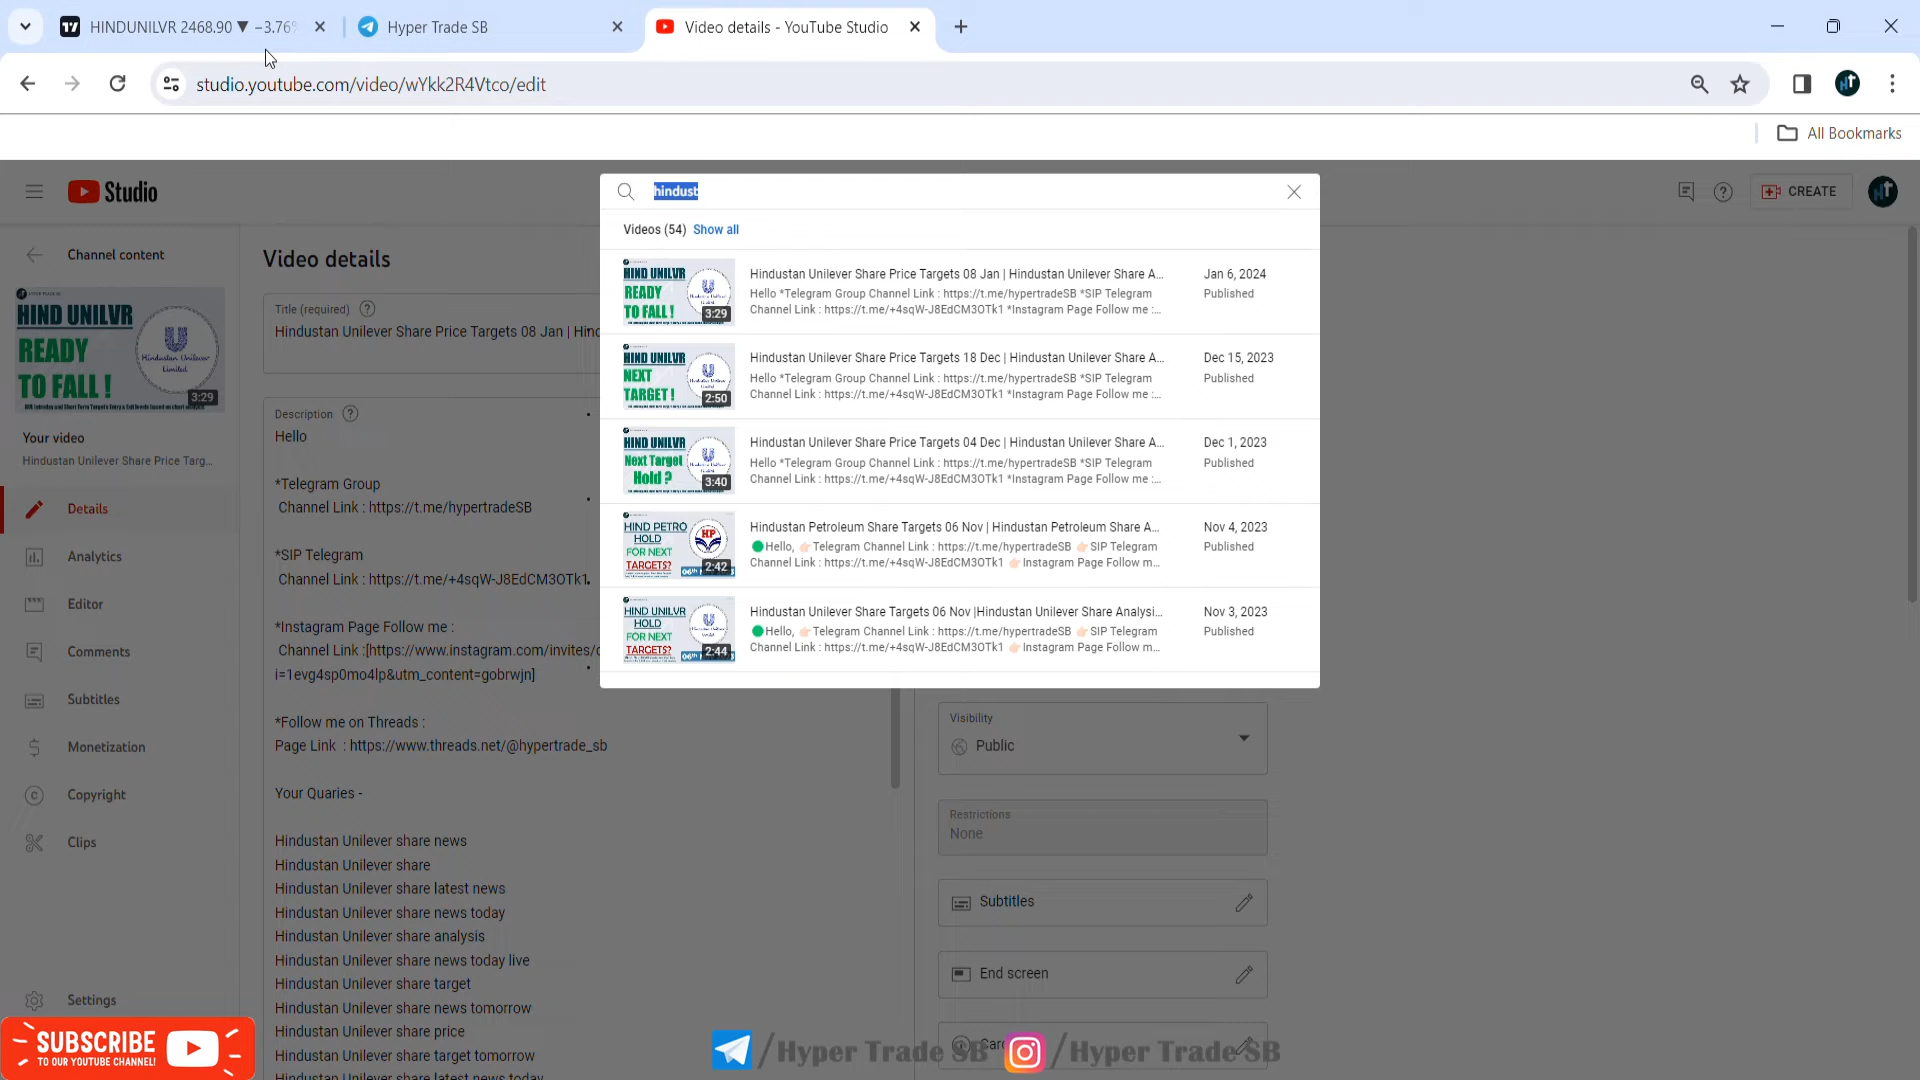 HINDUNILVR 2468.90 ▼ −3.76%
Hyper Trade SB
Video details - YouTube Studio
studio.youtube.com/video/wYkk2R4Vtco/edit
All Bookmarks
Studio
hindust
CREATE
Videos (54) Show all
Channel content
Video details
HIND UNILVR
READY
TO FALL !
Hindustan Unilever
Limited
3:29
Your video
Hindustan Unilever Share Price Targ...
Details
Analytics
Editor
Comments
Subtitles
Monetization
Copyright
Clips
Settings
Title (required)
Hindustan Unilever Share Price Targets 08 Jan | Hind
Description
Hello
*Telegram Group
Channel Link : https://t.me/hypertradeSB
*SIP Telegram
Channel Link : https://t.me/+4sqW-J8EdCM3OTk1
*Instagram Page Follow me :
Channel Link :[https://www.instagram.com/invites/c
i=1evg4sp0mo4lp&utm_content=gobrwjn]
*Follow me on Threads :
Page Link : https://www.threads.net/@hypertrade_sb
Your Quaries -
Hindustan Unilever share news
Hindustan Unilever share
Hindustan Unilever share latest news
Hindustan Unilever share news today
Hindustan Unilever share analysis
Hindustan Unilever share news today live
Hindustan Unilever share target
Hindustan Unilever share news tomorrow
Hindustan Unilever share price
Hindustan Unilever share target tomorrow
Hindustan Unilever share latest news today
HIND UNILVR
READY
TO FALL !
3:29
Hindustan Unilever Share Price Targets 08 Jan | Hindustan Unilever Share A...
Hello *Telegram Group Channel Link : https://t.me/hypertradeSB *SIP Telegram
Channel Link : https://t.me/+4sqW-J8EdCM3OTk1 *Instagram Page Follow me :...
Jan 6, 2024
Published
HIND UNILVR
NEXT
TARGET !
2:50
Hindustan Unilever Share Price Targets 18 Dec | Hindustan Unilever Share A...
Hello *Telegram Group Channel Link : https://t.me/hypertradeSB *SIP Telegram
Channel Link : https://t.me/+4sqW-J8EdCM3OTk1 *Instagram Page Follow me :...
Dec 15, 2023
Published
HIND UNILVR
Next Target
Hold ?
3:40
Hindustan Unilever Share Price Targets 04 Dec | Hindustan Unilever Share A...
Hello *Telegram Group Channel Link : https://t.me/hypertradeSB *SIP Telegram
Channel Link : https://t.me/+4sqW-J8EdCM3OTk1 *Instagram Page Follow me :...
Dec 1, 2023
Published
HIND PETRO
HOLD
FOR NEXT
TARGETS?
HP
2:42
Hindustan Petroleum Share Targets 06 Nov | Hindustan Petroleum Share A...
Hello, Telegram Channel Link : https://t.me/hypertradeSB SIP Telegram
Channel Link : https://t.me/+4sqW-J8EdCM3OTk1 Instagram Page Follow m...
Nov 4, 2023
Published
HIND UNILVR
HOLD
FOR NEXT
TARGETS?
2:44
Hindustan Unilever Share Targets 06 Nov |Hindustan Unilever Share Analysi...
Hello, Telegram Channel Link : https://t.me/hypertradeSB SIP Telegram
Channel Link : https://t.me/+4sqW-J8EdCM3OTk1 Instagram Page Follow m...
Nov 3, 2023
Published
Visibility
Public
Restrictions
None
Subtitles
End screen
SUBSCRIBE
TO OUR YOUTUBE CHANNEL!
/Hyper Trade SB
/Hyper Trade SB